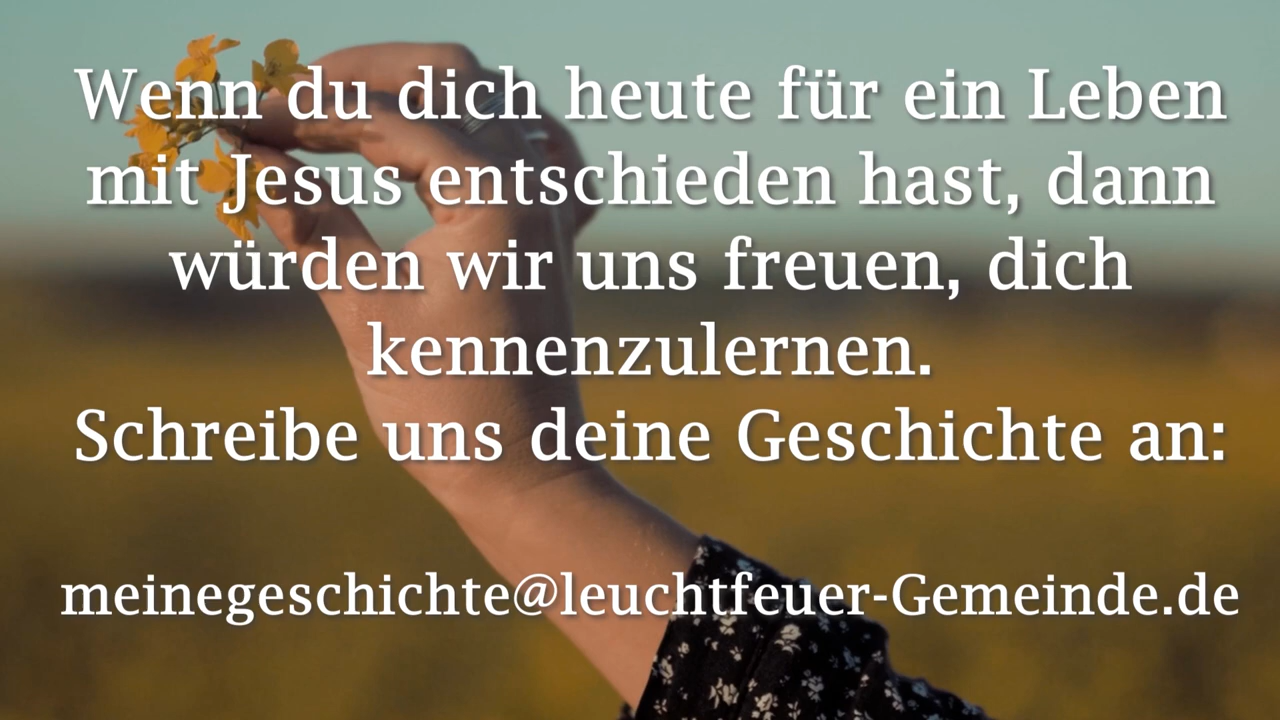 Wenn du dich heute für ein Leben
mit Jesus entschieden hast, dann
würden wir uns freuen, dich
kennenzulernen.
Schreibe uns deine Geschichte an:
meinegeschichte@leuchtfeuer-Gemeinde.de